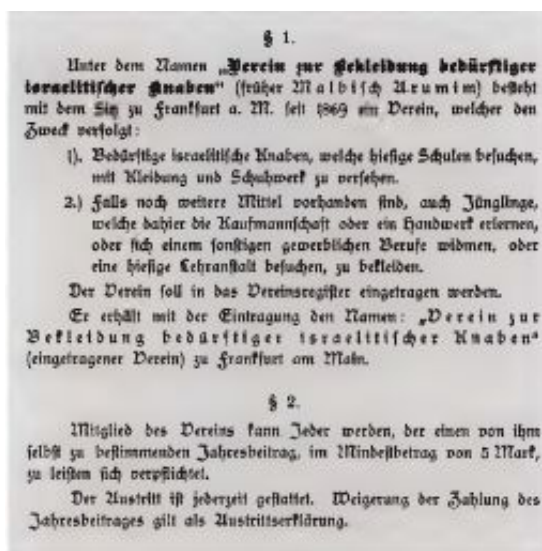 § 1.
Unter dem Namen „Verein zur Bekleidung bedürftiger
israelitischer Knaben“ (früher Malbisch Arumim) besteht
mit dem Sitz zu Frankfurt a. M. seit 1869 ein Verein, welcher den
Zweck verfolgt:
1). Bedürftige israelitische Knaben, welche hiesige Schulen besuchen,
mit Kleidung und Schuhwerk zu versehen.
2.) Falls noch weitere Mittel vorhanden sind, auch Jünglinge,
welche dahier die Kaufmannschaft oder ein Handwerk erlernen,
oder sich einem sonstigen gewerblichen Berufe widmen, oder
eine hiesige Lehranstalt besuchen, zu bekleiden.
Der Verein soll in das Vereinsregister eingetragen werden.
Er erhält mit der Eintragung den Namen: „Verein zur
Bekleidung bedürftiger israelitischer Knaben“
(eingetragener Verein) zu Frankfurt am Main.
§ 2.
Mitglied des Vereins kann Jeder werden, der einen von ihm
selbst zu bestimmenden Jahresbeitrag, im Mindestbetrag von 5 Mark,
zu leisten sich verpflichtet.
Der Austritt ist jederzeit gestattet. Weigerung der Zahlung des
Jahresbeitrages gilt als Austrittserklärung.